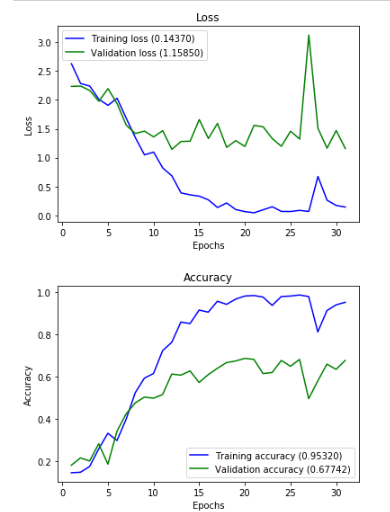 Loss
Training loss (0.14370)
Validation loss (1.15850)
3.0
2.5
2.0
1.5
1.0
0.5
0.0
Loss
0 5 10 15 20 25 30
Epochs
Accuracy
1.0
0.8
0.6
0.4
0.2
Accuracy
Training accuracy (0.95320)
Validation accuracy (0.67742)
0 5 10 15 20 25 30
Epochs